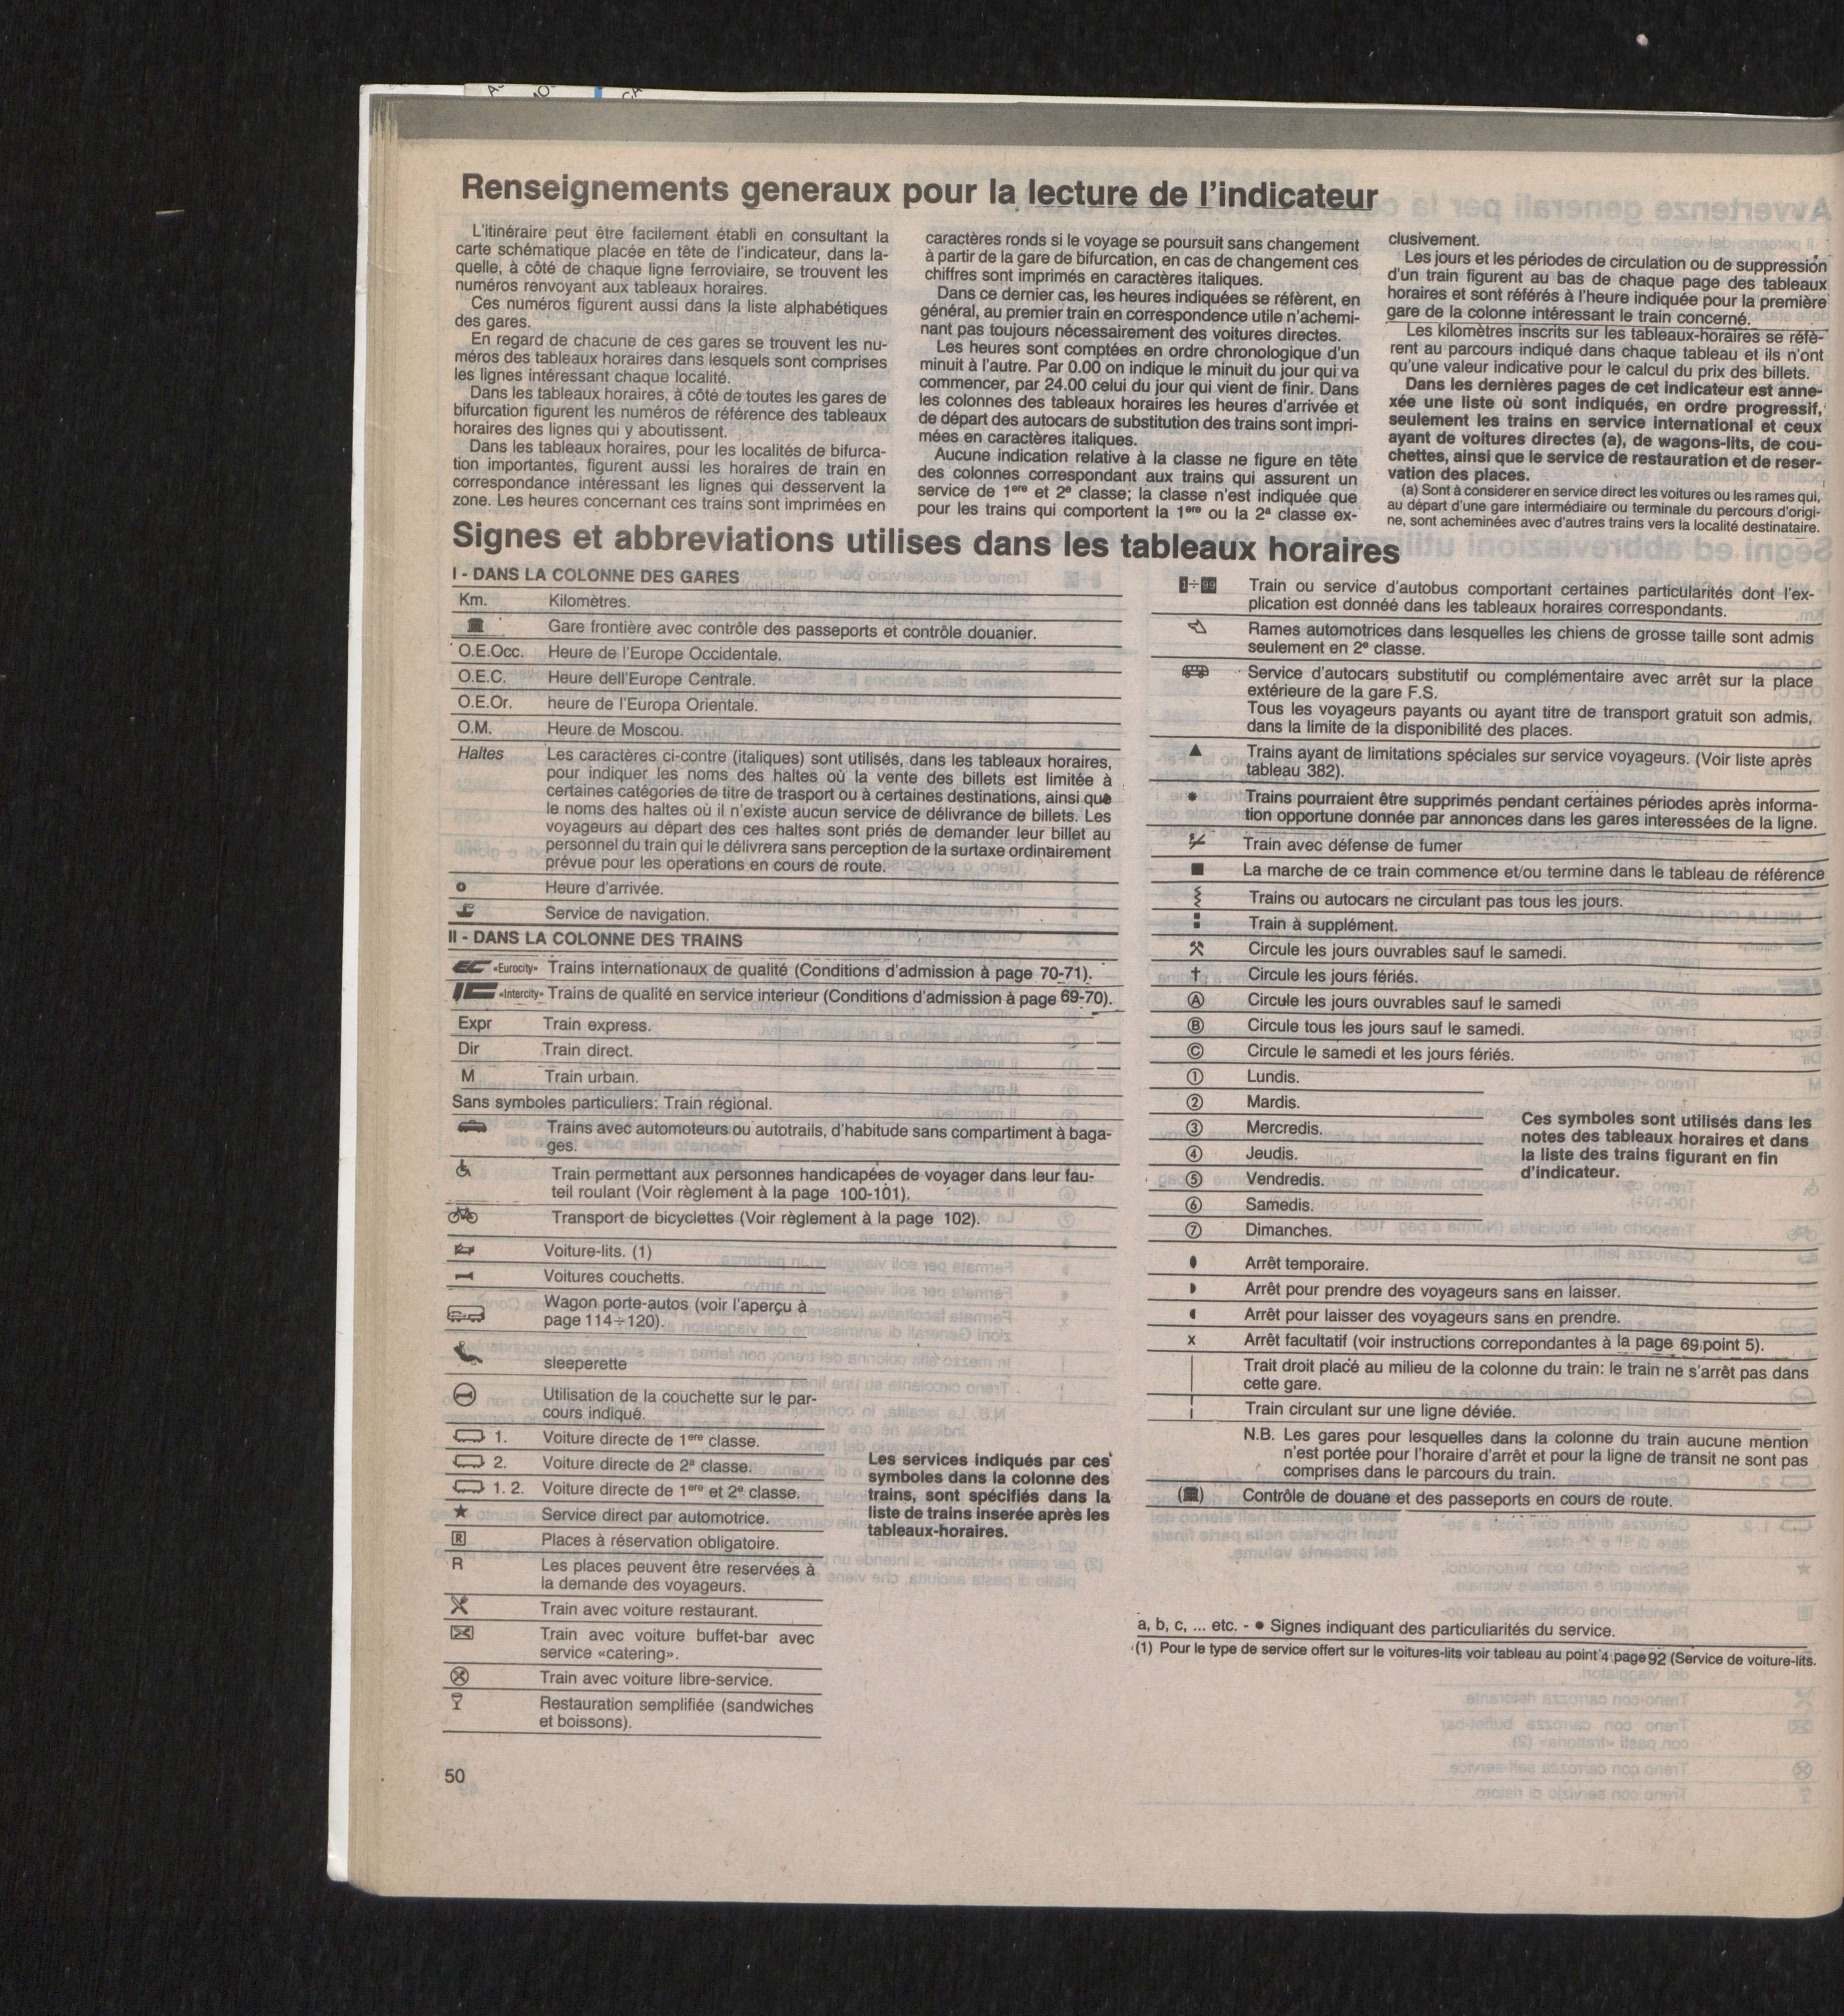 Renseignements generaux pour la lecture de l'indicateur
L'itinéraire peut être facilement établi en consultant la
carte schématique placée en tête de l'indicateur, dans la-
quelle, à côté de chaque ligne ferroviaire, se trouvent les
numéros renvoyant aux tableaux horaires.
Ces numéros figurent aussi dans la liste alphabétiques
des gares.
En regard de chacune de ces gares se trouvent les nu-
méros des tableaux horaires dans lesquels sont comprises
les lignes intéressant chaque localité.
Dans les tableaux horaires, à côté de toutes les gares de
bifurcation figurent les numéros de référence des tableaux
horaires des lignes qui y aboutissent.
Dans les tableaux horaires, pour les localités de bifurca-
tion importantes, figurent aussi les horaires de train en
correspondance intéressant les lignes qui desservent la
zone. Les heures concernant ces trains sont imprimées en
caractères ronds si le voyage se poursuit sans changement
à partir de la gare de bifurcation, en cas de changement ces
chiffres sont imprimés en caractères italiques.
Dans ce dernier cas, les heures indiquées se réfèrent, en
général, au premier train en correspondence utile n'achemi-
nant pas toujours nécessairement des voitures directes.
Les heures sont comptées en ordre chronologique d'un
minuit à l'autre. Par 0.00 on indique le minuit du jour qui va
commencer, par 24.00 celui du jour qui vient de finir. Dans
les colonnes des tableaux horaires les heures d'arrivée et
de départ des autocars de substitution des trains sont impri-
mées en caractères italiques.
Aucune indication relative à la classe ne figure en tête
des colonnes correspondant aux trains qui assurent un
service de 1ere et 2e classe; la classe n'est indiquée que
pour les trains qui comportent la 1ere ou la 2a classe ex-
clusivement.
Les jours et les périodes de circulation ou de suppression
d'un train figurent au bas de chaque page des tableaux
horaires et sont référés à l'heure indiquée pour la première
gare de la colonne intéressant le train concerné.
Les kilomètres inscrits sur les tableaux-horaires se réfè-
rent au parcours indiqué dans chaque tableau et ils n'ont
qu'une valeur indicative pour le calcul du prix des billets.
Dans les dernières pages de cet indicateur est anne-
xée une liste où sont indiqués, en ordre progressif,
seulement les trains en service international et ceux
ayant de voitures directes (a), de wagons-lits, de cou-
chettes, ainsi que le service de restauration et de reser-
vation des places.
(a) Sont à considerer en service direct les voitures ou les rames qui,
au départ d'une gare intermédiaire ou terminale du percours d'origi-
ne, sont acheminées avec d'autres trains vers la localité destinataire.
Signes et abbreviations utilises dans les tableaux horaires
I - DANS LA COLONNE DES GARES
Km. Kilomètres.
Gare frontière avec contrôle des passeports et contrôle douanier.
O.E.Occ. Heure de l'Europe Occidentale.
O.E.C. Heure dell'Europe Centrale.
O.E.Or. heure de l'Europa Orientale.
O.M. Heure de Moscou.
Haltes Les caractères ci-contre (italiques) sont utilisés, dans les tableaux horaires,
pour indiquer les noms des haltes où la vente des billets est limitée à
certaines catégories de titre de trasport ou à certaines destinations, ainsi que
le noms des haltes où il n'existe aucun service de délivrance de billets. Les
voyageurs au départ des ces haltes sont priés de demander leur billet au
personnel du train qui le délivrera sans perception de la surtaxe ordinairement
prévue pour les operations en cours de route.
Heure d'arrivée.
Service de navigation.
II - DANS LA COLONNE DES TRAINS
EC «Eurocity» Trains internationaux de qualité (Conditions d'admission à page 70-71).
IC «Intercity» Trains de qualité en service interieur (Conditions d'admission à page 69-70).
Expr Train express.
Dir Train direct.
M Train urbain.
Sans symboles particuliers: Train régional.
Trains avec automoteurs ou autotrails, d'habitude sans compartiment à baga-
ges.
Train permettant aux personnes handicapées de voyager dans leur fau-
teil roulant (Voir règlement à la page 100-101).
Transport de bicyclettes (Voir règlement à la page 102).
Voiture-lits. (1)
Voitures couchetts.
Wagon porte-autos (voir l'aperçu à
page 114÷120).
sleeperette
Utilisation de la couchette sur le par-
cours indiqué.
1. Voiture directe de 1ere classe.
2. Voiture directe de 2a classe.
1. 2. Voiture directe de 1ere et 2e classe.
★ Service direct par automotrice.
R Places à réservation obligatoire.
R Les places peuvent être reservées à
la demande des voyageurs.
Train avec voiture restaurant.
Train avec voiture buffet-bar avec
service «catering».
Train avec voiture libre-service.
Restauration semplifiée (sandwiches
et boissons).
Les services indiqués par ces
symboles dans la colonne des
trains, sont spécifiés dans la
liste de trains inserée après les
tableaux-horaires.
1÷99 Train ou service d'autobus comportant certaines particularités dont l'ex-
plication est donnéé dans les tableaux horaires correspondants.
Rames automotrices dans lesquelles les chiens de grosse taille sont admis
seulement en 2e classe.
Service d'autocars substitutif ou complémentaire avec arrêt sur la place
extérieure de la gare F.S.
Tous les voyageurs payants ou ayant titre de transport gratuit son admis,
dans la limite de la disponibilité des places.
▲ Trains ayant de limitations spéciales sur service voyageurs. (Voir liste après
tableau 382).
Trains pourraient être supprimés pendant certaines périodes après informa-
tion opportune donnée par annonces dans les gares interessées de la ligne.
Train avec défense de fumer
■ La marche de ce train commence et/ou termine dans le tableau de référence
Trains ou autocars ne circulant pas tous les jours.
Train à supplément.
⚒ Circule les jours ouvrables sauf le samedi.
† Circule les jours fériés.
Ⓐ Circule les jours ouvrables sauf le samedi
Ⓑ Circule tous les jours sauf le samedi.
Ⓒ Circule le samedi et les jours fériés.
① Lundis.
② Mardis.
③ Mercredis.
④ Jeudis.
⑤ Vendredis.
⑥ Samedis.
⑦ Dimanches.
Ces symboles sont utilisés dans les
notes des tableaux horaires et dans
la liste des trains figurant en fin
d'indicateur.
Arrêt temporaire.
Arrêt pour prendre des voyageurs sans en laisser.
Arrêt pour laisser des voyageurs sans en prendre.
x Arrêt facultatif (voir instructions correpondantes à la page 69 point 5).
Trait droit placé au milieu de la colonne du train: le train ne s'arrêt pas dans
cette gare.
Train circulant sur une ligne déviée.
N.B. Les gares pour lesquelles dans la colonne du train aucune mention
n'est portée pour l'horaire d'arrêt et pour la ligne de transit ne sont pas
comprises dans le parcours du train.
Contrôle de douane et des passeports en cours de route.
a, b, c, ... etc. - ● Signes indiquant des particuliarités du service.
(1) Pour le type de service offert sur le voitures-lits voir tableau au point 4 page 92 (Service de voiture-lits.
50